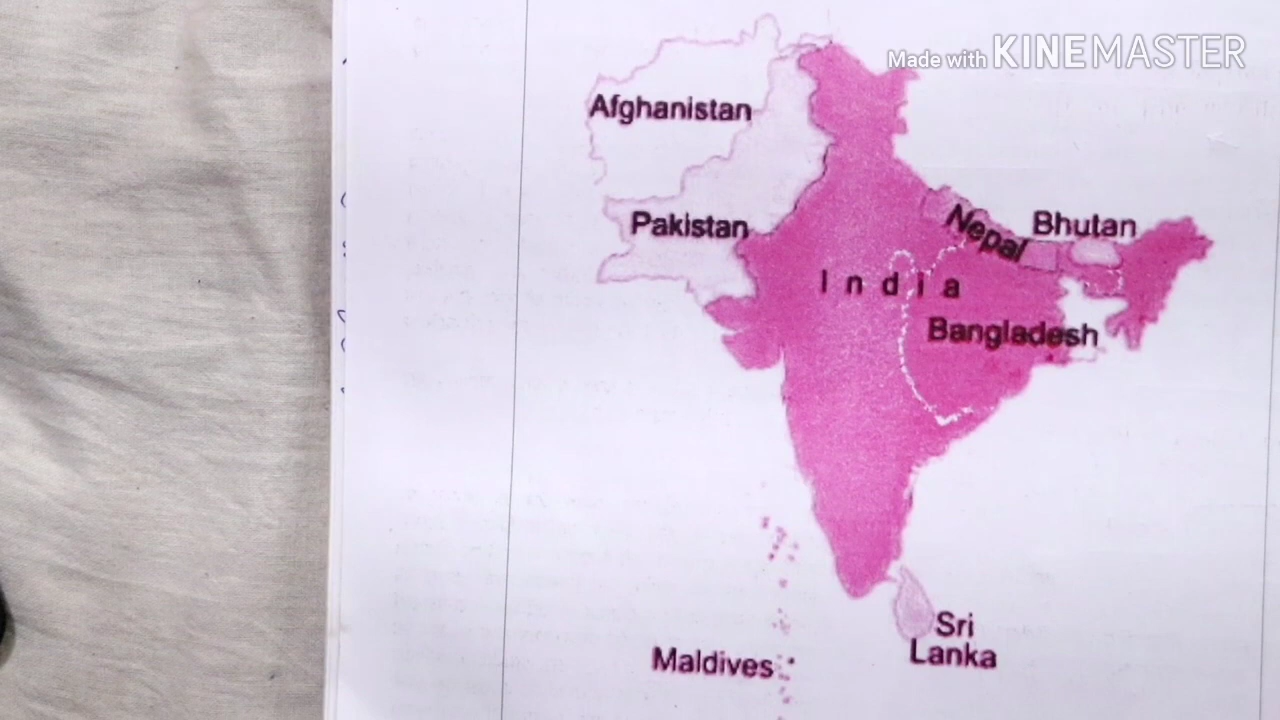 Made with KINEMASTER
Afghanistan
Pakistan
Nepal
Bhutan
India
Bangladesh
Sri
Lanka
Maldives